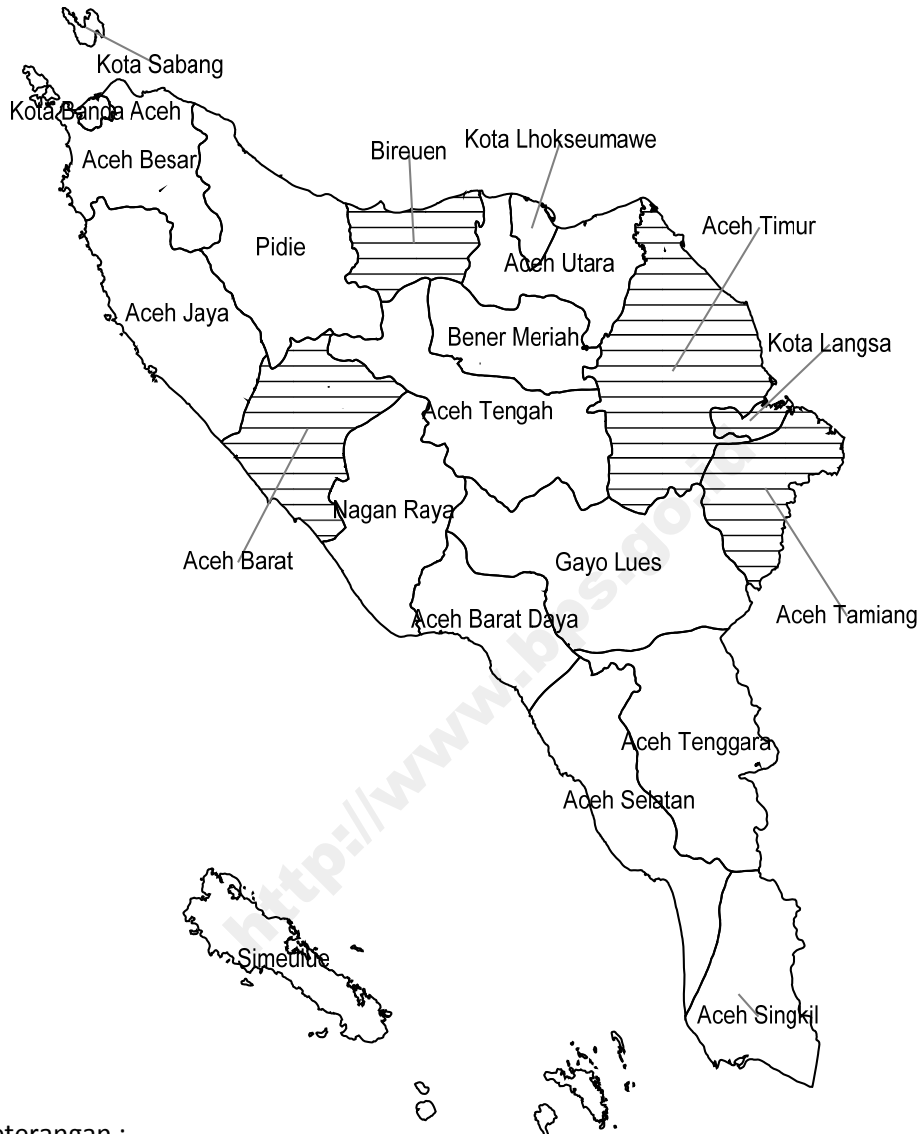 Kota Sabang
Kota Banda Aceh
Kota Lhokseumawe
Bireuen
Aceh Besar
Aceh Timur
Pidie
Aceh Utara
Aceh Jaya
Bener Meriah
Kota Langsa
Aceh Tengah
Nagan Raya
Aceh Barat
Gayo Lues
Aceh Tamiang
Aceh Barat Daya
Aceh Tenggara
Aceh Selatan
Simeulue
Aceh Singkil
http://www.bps.go.id